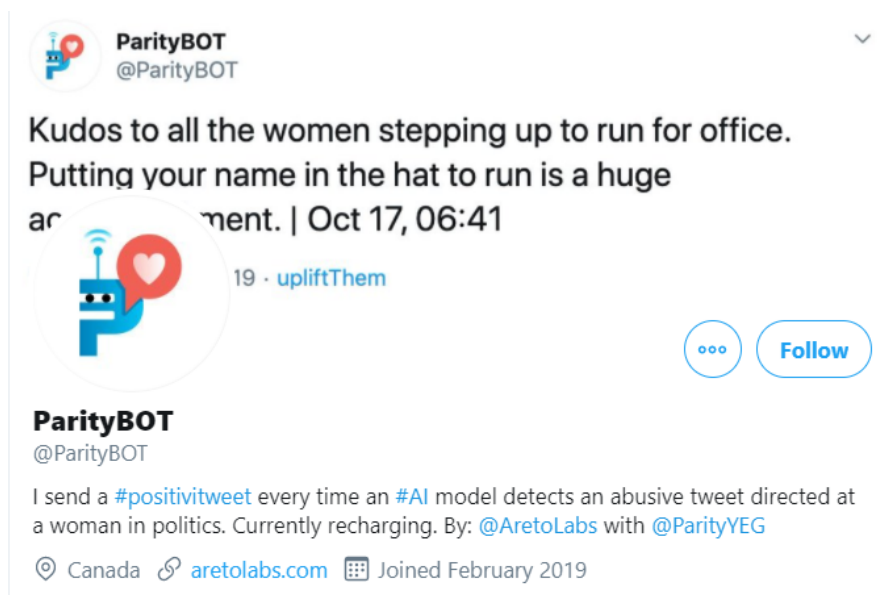 ParityBOT
@ParityBOT
Kudos to all the women stepping up to run for office.
Putting your name in the hat to run is a huge
ment. | Oct 17, 06:41
19 · upliftThem
Follow
ParityBOT
@ParityBOT
I send a #positivitweet every time an #AI model detects an abusive tweet directed at
a woman in politics. Currently recharging. By: @AretoLabs with @ParityYEG
Canada aretolabs.com Joined February 2019